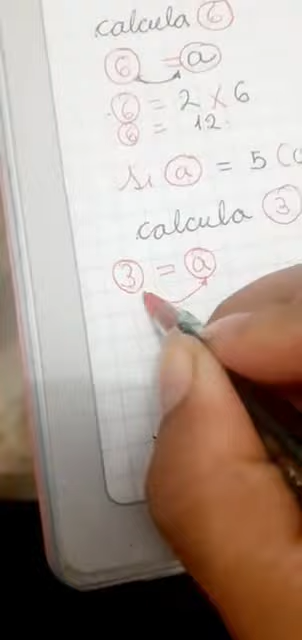 calcula 6
6 = a
6 = 2 × 6
6 = 12.
Si a = 5 (
calcula 3
3 = a